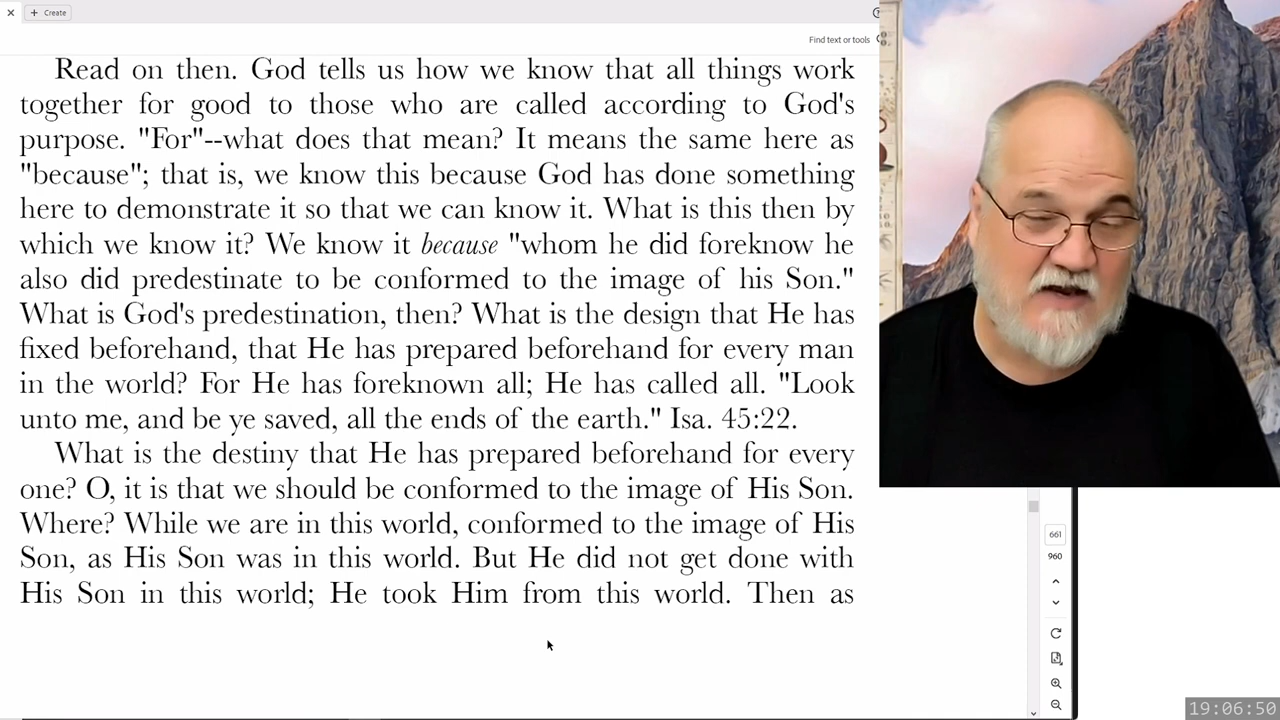 Create
Find text or tools
Read on then. God tells us how we know that all things work
together for good to those who are called according to God's
purpose. "For"--what does that mean? It means the same here as
"because"; that is, we know this because God has done something
here to demonstrate it so that we can know it. What is this then by
which we know it? We know it because "whom he did foreknow he
also did predestinate to be conformed to the image of his Son."
What is God's predestination, then? What is the design that He has
fixed beforehand, that He has prepared beforehand for every man
in the world? For He has foreknown all; He has called all. "Look
unto me, and be ye saved, all the ends of the earth." Isa. 45:22.
What is the destiny that He has prepared beforehand for every
one? O, it is that we should be conformed to the image of His Son.
Where? While we are in this world, conformed to the image of His
Son, as His Son was in this world. But He did not get done with
His Son in this world; He took Him from this world. Then as
661
960
19:06:50